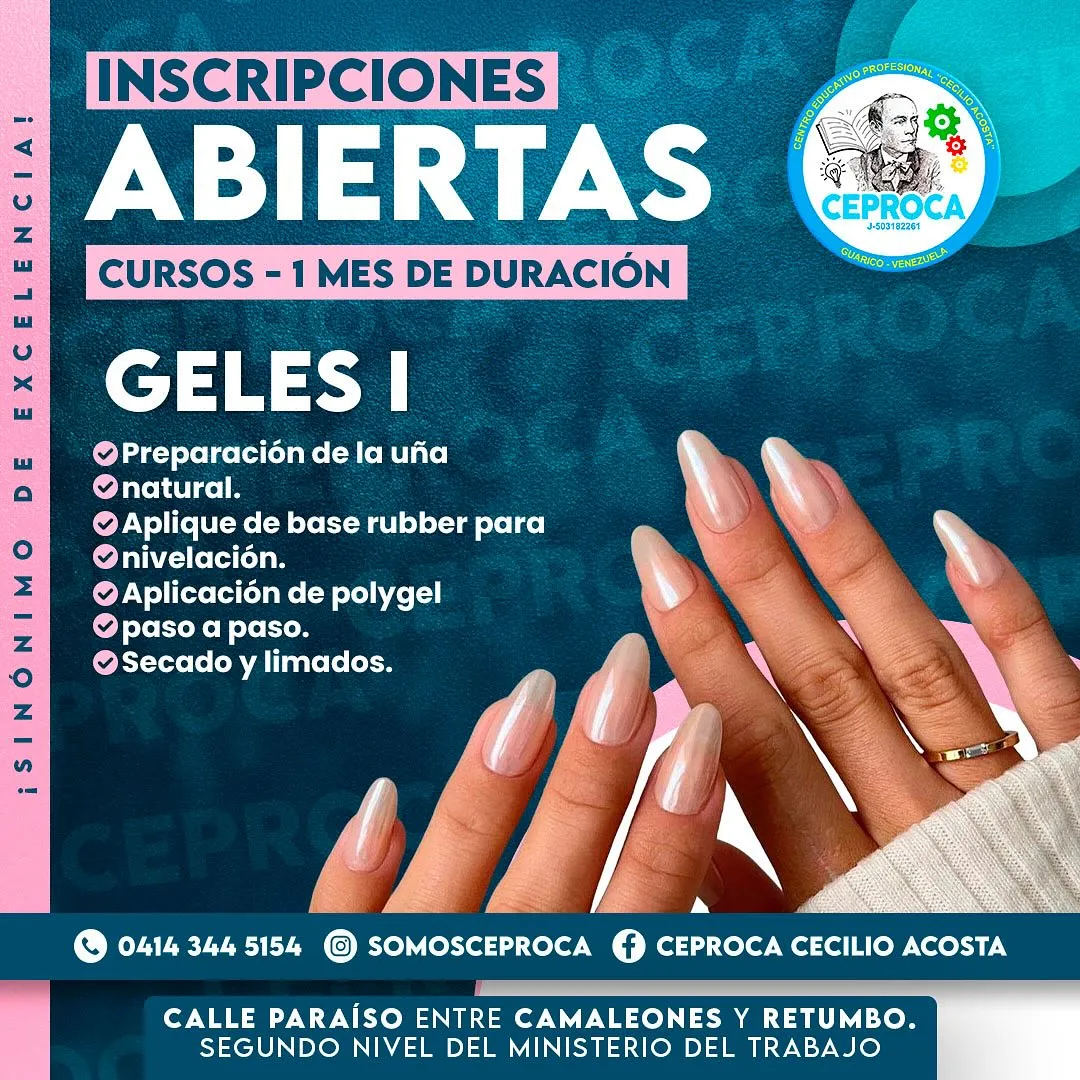 INSCRIPCIONES
ABIERTAS
CURSOS - 1 MES DE DURACIÓN
CENTRO EDUCATIVO PROFESIONAL "CECILIO ACOSTA"
CEPROCA
J-503182261
GUARICO - VENEZUELA
¡SINÓNIMO DE EXCELENCIA!
GELES I
Preparación de la uña
natural.
Aplique de base rubber para
nivelación.
Aplicación de polygel
paso a paso.
Secado y limados.
0414 344 5154 SOMOSCEPROCA CEPROCA CECILIO ACOSTA
CALLE PARAÍSO ENTRE CAMALEONES Y RETUMBO.
SEGUNDO NIVEL DEL MINISTERIO DEL TRABAJO